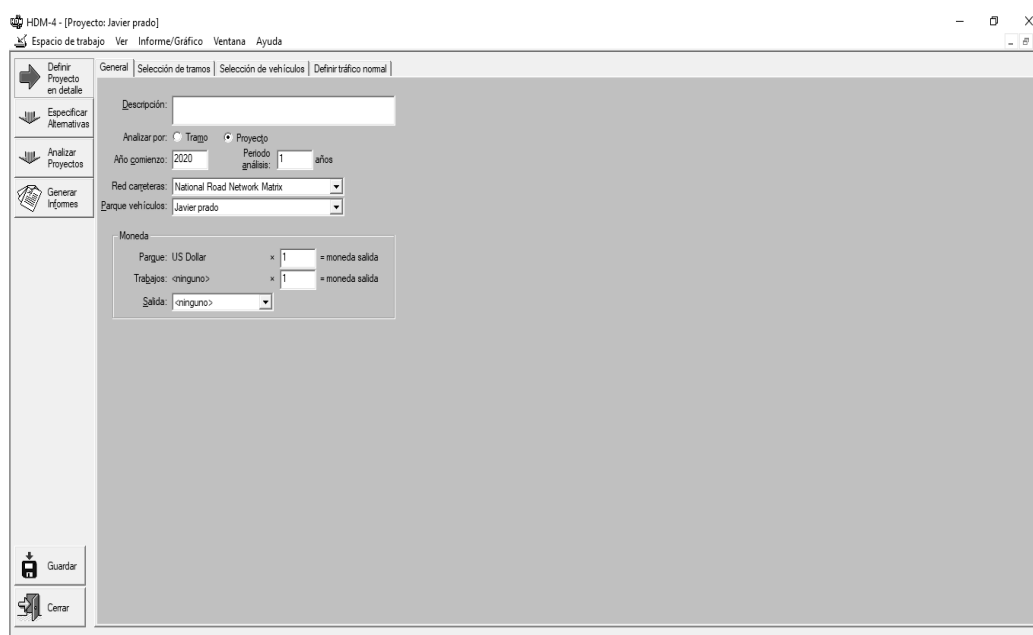 HDM-4 - [Proyecto: Javier prado]
Espacio de trabajo Ver Informe/Gráfico Ventana Ayuda
Definir
Proyecto
en detalle
Especificar
Alternativas
Analizar
Proyectos
Generar
Informes
General Selección de tramos Selección de vehículos Definir tráfico normal
Descripción:
Analizar por: Tramo Proyecto
Año comienzo: 2020 Periodo análisis: 1 años
Red carreteras: National Road Network Matrix
Parque vehículos: Javier prado
Moneda
Parque: US Dollar × 1 = moneda salida
Trabajos: <ninguno> × 1 = moneda salida
Salida: <ninguno>
Guardar
Cerrar